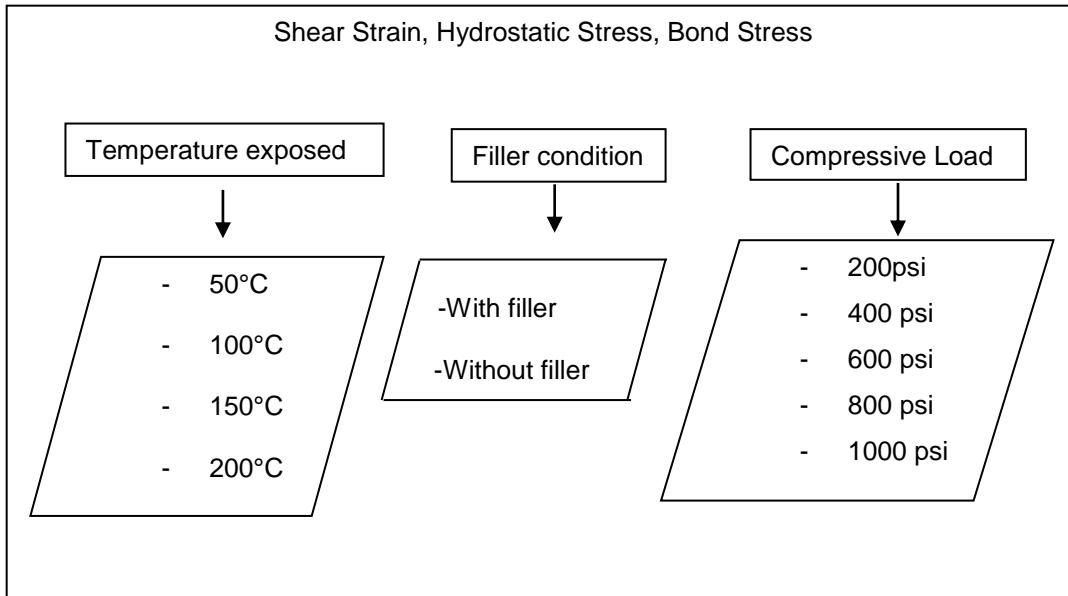 Shear Strain, Hydrostatic Stress, Bond Stress
Temperature exposed
- 50°C
- 100°C
- 150°C
- 200°C
Filler condition
-With filler
-Without filler
Compressive Load
- 200psi
- 400 psi
- 600 psi
- 800 psi
- 1000 psi